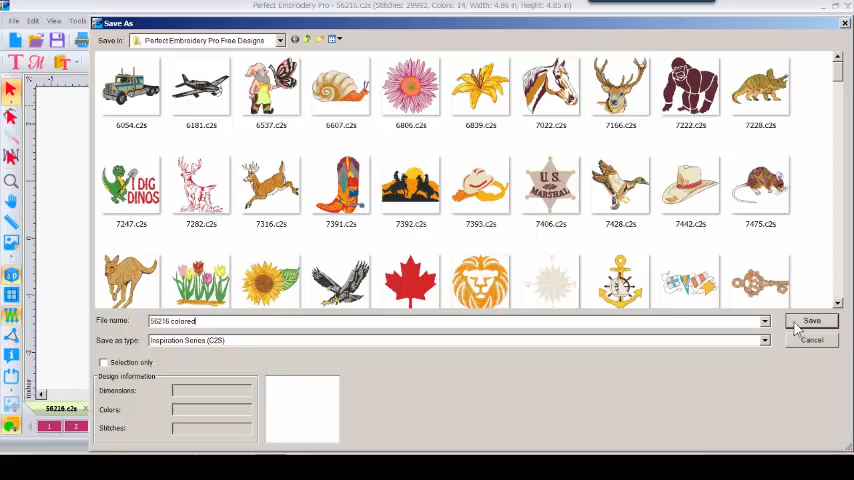 Perfect Embroidery Pro - 56216.c2s (Stitches: 29982, Colors: 14, Width: 4.86 in, Height: 4.85 in)
File Edit View Tools
Save As
Save in: Perfect Embroidery Pro Free Designs
6054.c2s 6181.c2s 6537.c2s 6607.c2s 6806.c2s 6839.c2s 7022.c2s 7166.c2s 7222.c2s 7228.c2s
I DIG
DINOS
U.S.
MARSHAL
7247.c2s 7282.c2s 7316.c2s 7391.c2s 7392.c2s 7393.c2s 7406.c2s 7428.c2s 7442.c2s 7475.c2s
File name: 56216 colored
Save
Save as type: Inspiration Series (C2S)
Cancel
Selection only
Design information
Dimensions:
Colors:
Stitches:
56216.c2s
1 2